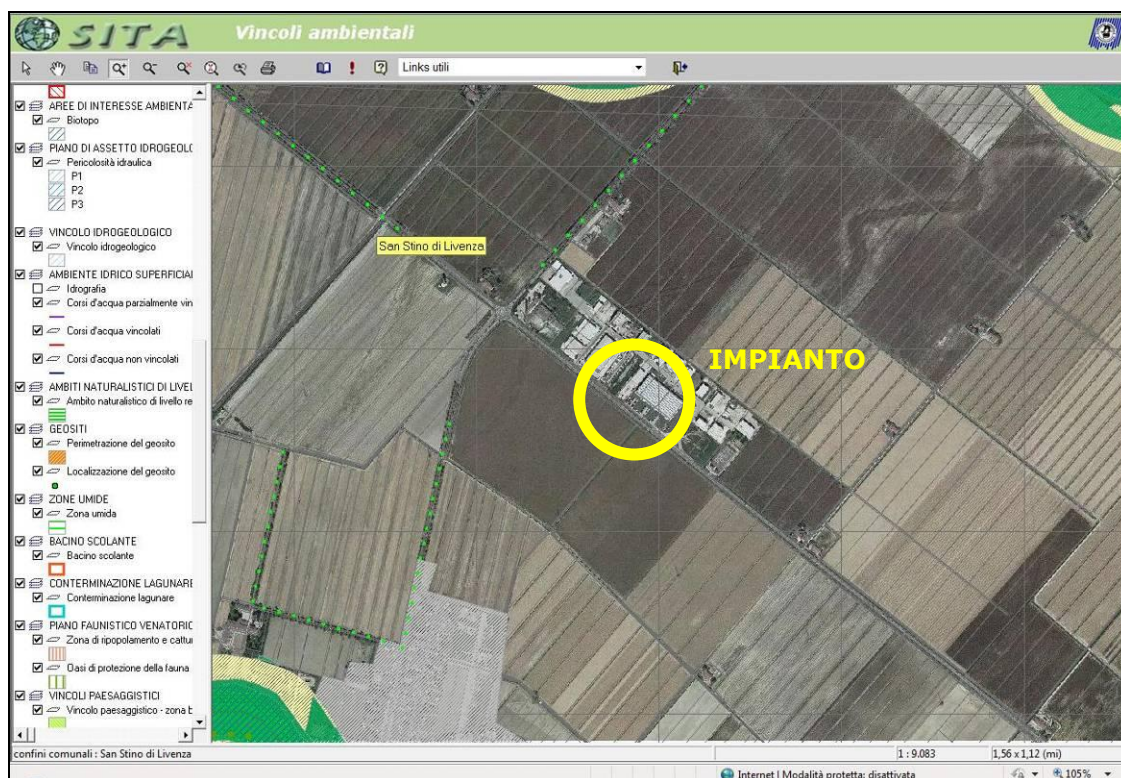 SITA
Vincoli ambientali
Links utili
AREE DI INTERESSE AMBIENTA
Biotopo
PIANO DI ASSETTO IDROGEOLO
Pericolosità idraulica
P1
P2
P3
VINCOLO IDROGEOLOGICO
Vincolo idrogeologico
AMBIENTE IDRICO SUPERFICIAL
Idrografia
Corsi d'acqua parzialmente vin
Corsi d'acqua vincolati
Corsi d'acqua non vincolati
AMBITI NATURALISTICI DI LIVEL
Ambito naturalistico di livello re
GEOSITI
Perimetrazione del geosito
Localizzazione del geosito
ZONE UMIDE
Zona umida
BACINO SCOLANTE
Bacino scolante
CONTERMINAZIONE LAGUNARE
Conterminazione lagunare
PIANO FAUNISTICO VENATORIO
Zona di ripopolamento e cattur
Oasi di protezione della fauna
VINCOLI PAESAGGISTICI
Vincolo paesaggistico - zona b
San Stino di Livenza
IMPIANTO
confini comunali : San Stino di Livenza
1 : 9.083
1,56 x 1,12 (mi)
Internet | Modalità protetta: disattivata
105%